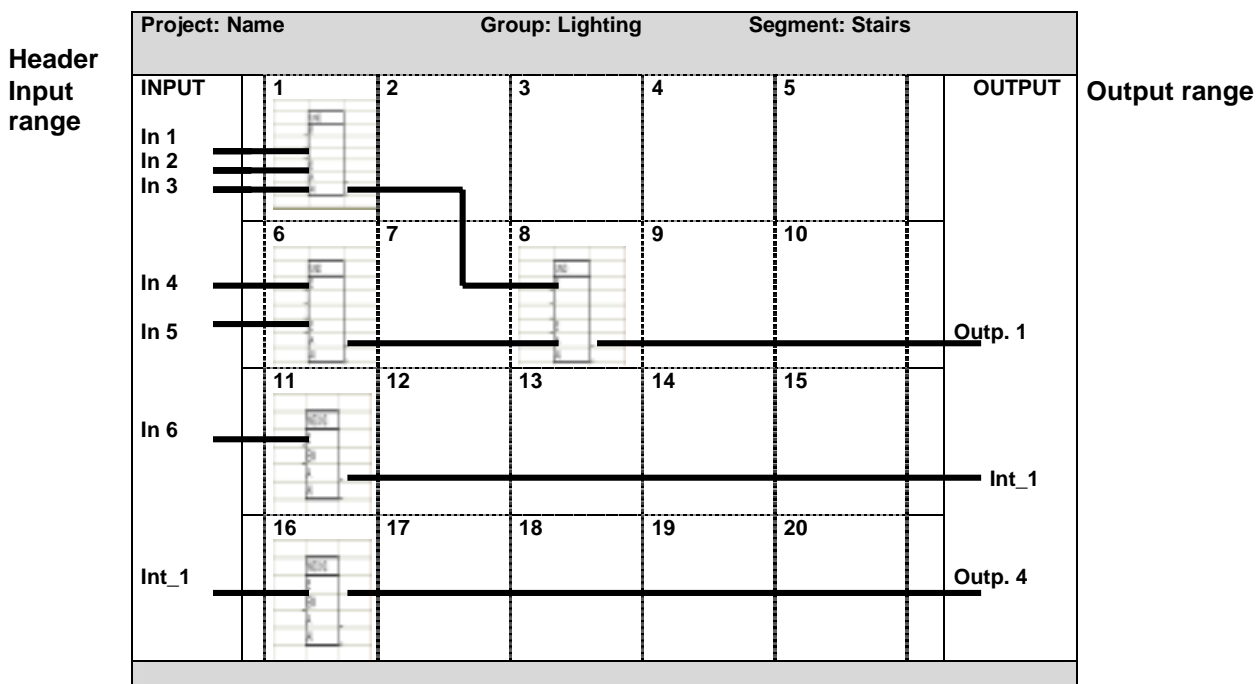 Project: Name Group: Lighting Segment: Stairs
Header
Input
range
INPUT 1 2 3 4 5 OUTPUT
Output range
In 1
In 2
In 3
6 7 8 9 10
In 4
In 5
Outp. 1
11 12 13 14 15
In 6
Int_1
16 17 18 19 20
Int_1
Outp. 4